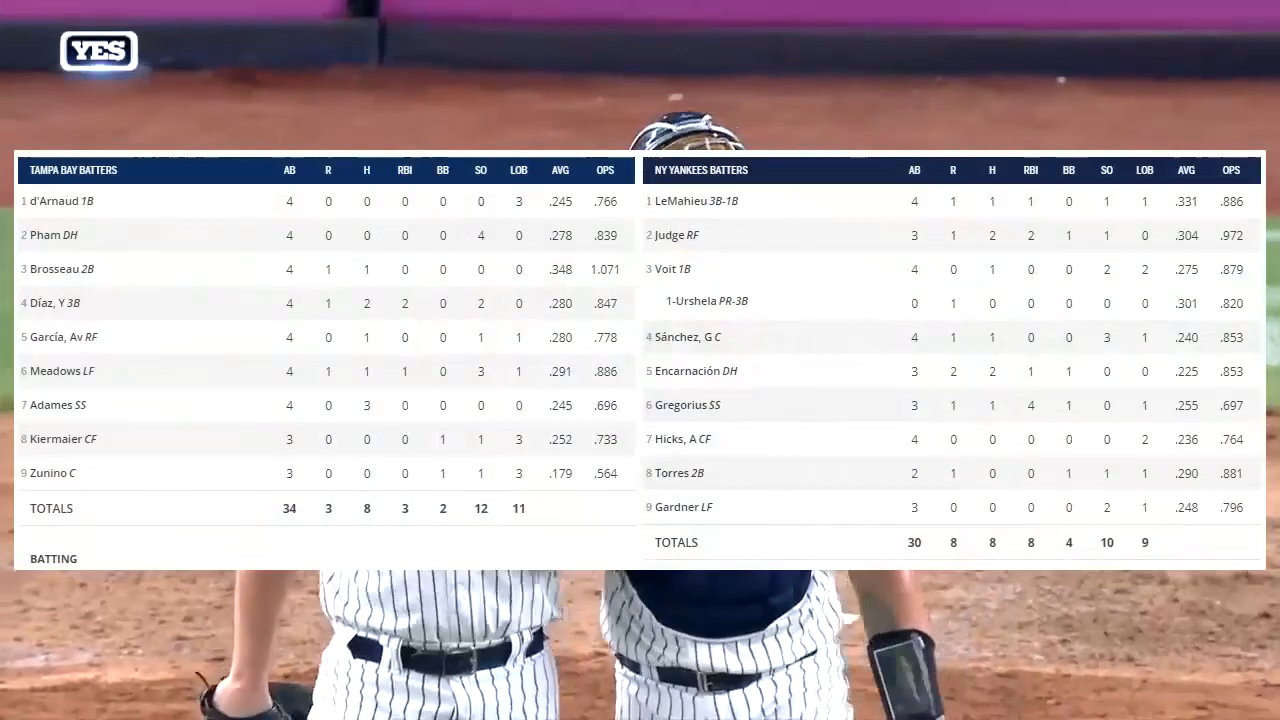 YES
TAMPA BAY BATTERS AB R H RBI BB SO LOB AVG OPS
1 d'Arnaud 1B 4 0 0 0 0 0 3 .245 .766
2 Pham DH 4 0 0 0 0 4 0 .278 .839
3 Brosseau 2B 4 1 1 0 0 0 0 .348 1.071
4 Díaz, Y 3B 4 1 2 2 0 2 0 .280 .847
5 García, Av RF 4 0 1 0 0 1 1 .280 .778
6 Meadows LF 4 1 1 1 0 3 1 .291 .886
7 Adames SS 4 0 3 0 0 0 0 .245 .696
8 Kiermaier CF 3 0 0 0 1 1 3 .252 .733
9 Zunino C 3 0 0 0 1 1 3 .179 .564
TOTALS 34 3 8 3 2 12 11
BATTING
NY YANKEES BATTERS AB R H RBI BB SO LOB AVG OPS
1 LeMahieu 3B-1B 4 1 1 1 0 1 1 .331 .886
2 Judge RF 3 1 2 2 1 1 0 .304 .972
3 Voit 1B 4 0 1 0 0 2 2 .275 .879
1-Urshela PR-3B 0 1 0 0 0 0 0 .301 .820
4 Sánchez, G C 4 1 1 0 0 3 1 .240 .853
5 Encarnación DH 3 2 2 1 1 0 0 .225 .853
6 Gregorius SS 3 1 1 4 1 0 1 .255 .697
7 Hicks, A CF 4 0 0 0 0 0 2 .236 .764
8 Torres 2B 2 1 0 0 1 1 1 .290 .881
9 Gardner LF 3 0 0 0 0 2 1 .248 .796
TOTALS 30 8 8 8 4 10 9